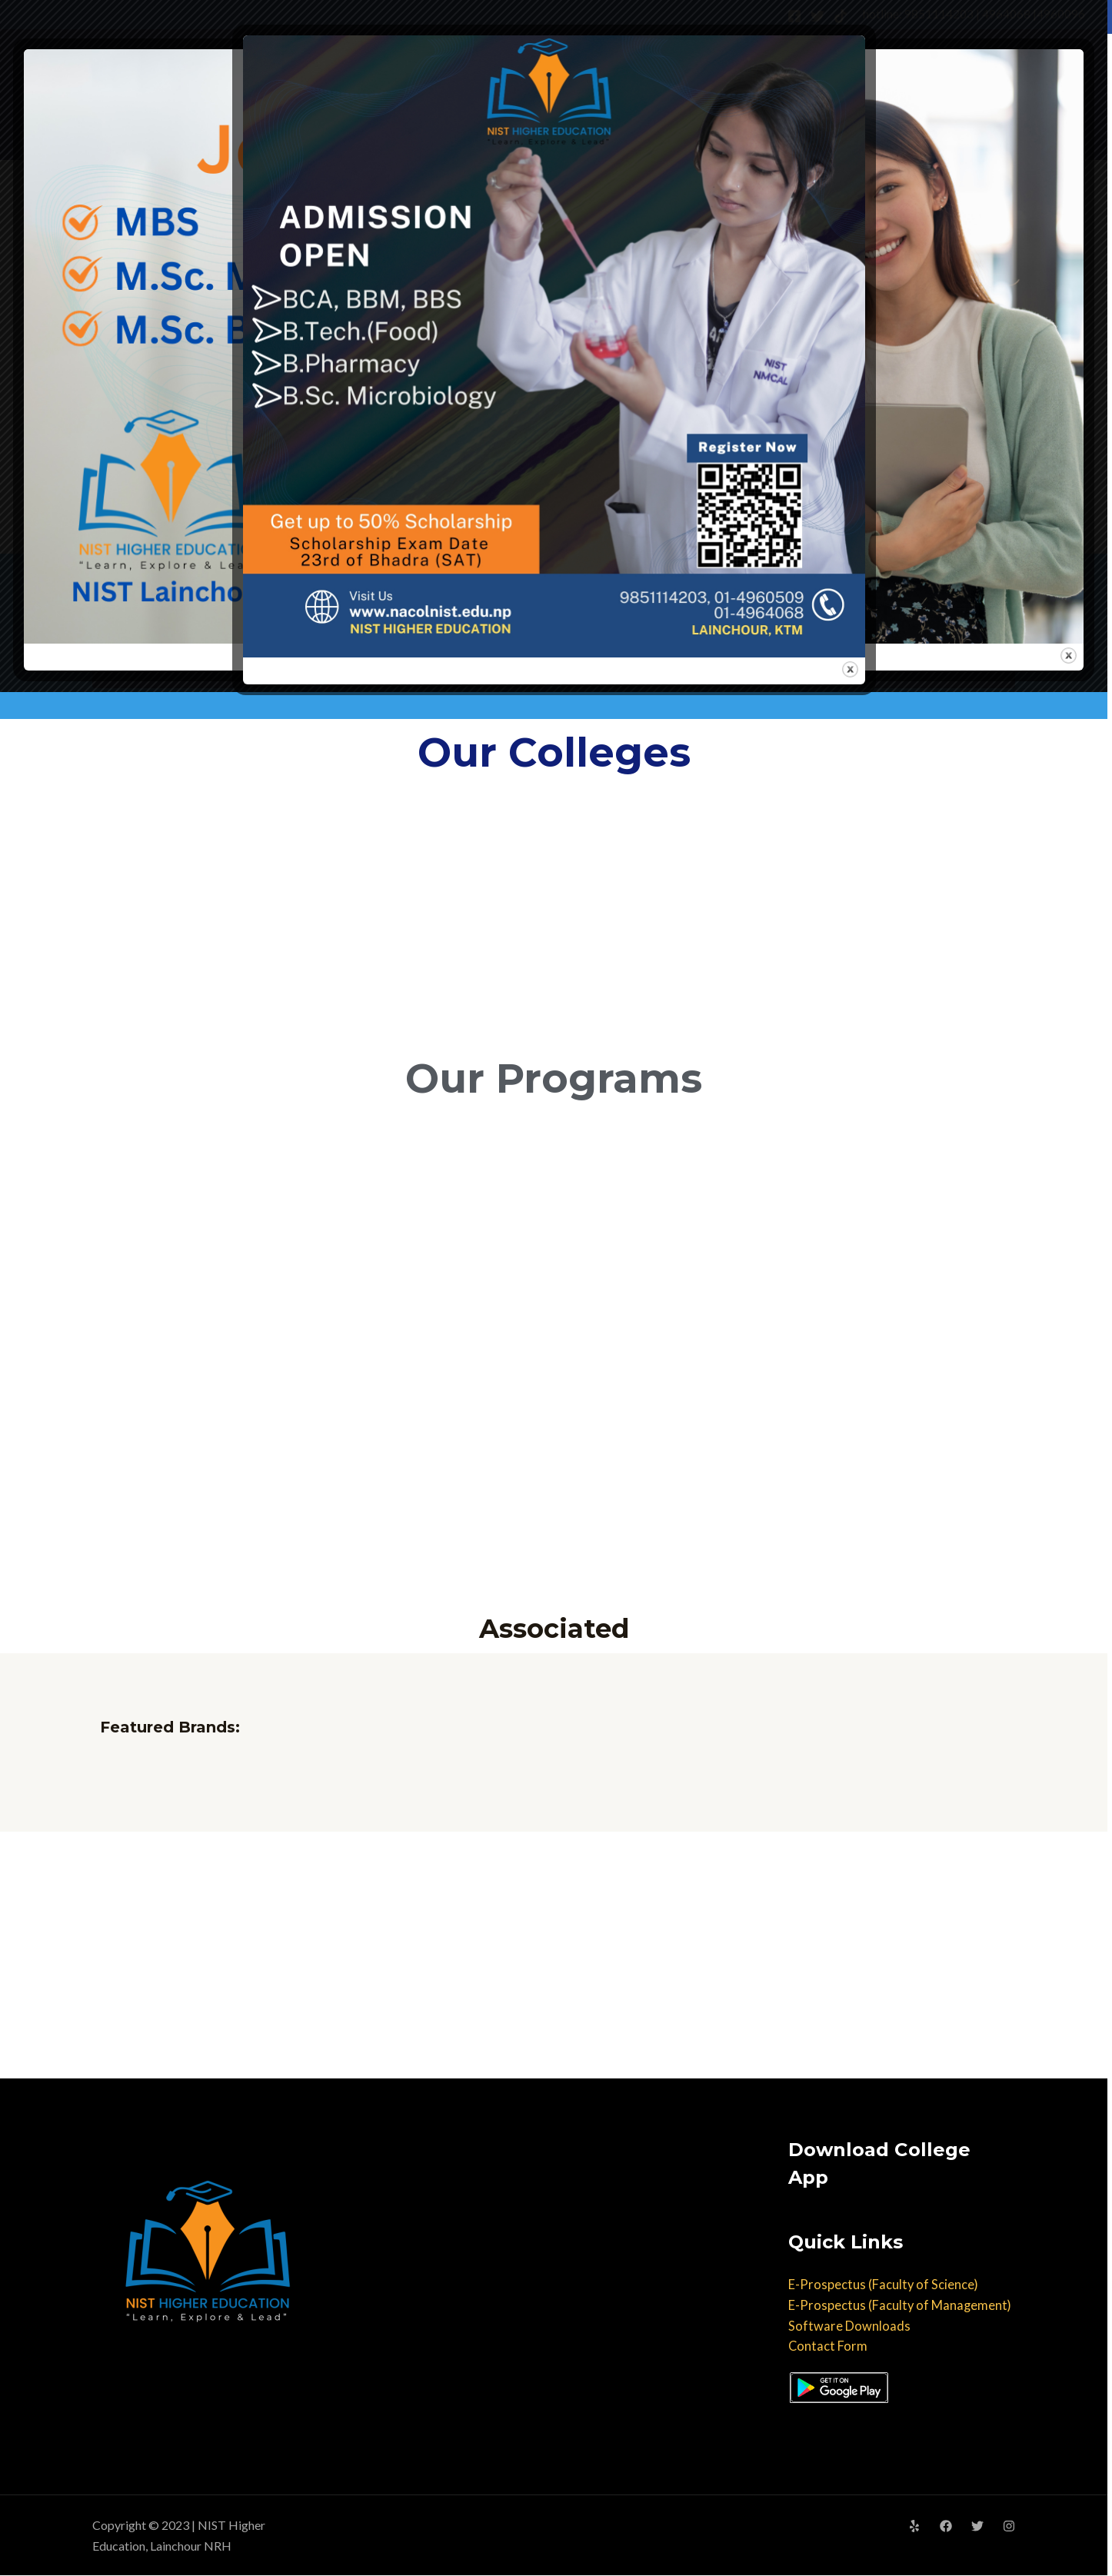 Jo
MBS
M.Sc. M
M.Sc. B
NIST HIGHER EDUCATIO
"Learn, Explore & Lea
NIST Laincho
NIST HIGHER EDUCATION
"Learn, Explore & Lead"
ADMISSION
OPEN
BCA, BBM, BBS
B.Tech.(Food)
B.Pharmacy
B.Sc. Microbiology
NIST
NMCAL
Register Now
Get up to 50% Scholarship
Scholarship Exam Date
23rd of Bhadra (SAT)
Visit Us
www.nacolnist.edu.np
NIST HIGHER EDUCATION
9851114203, 01-4960509
01-4964068
LAINCHOUR, KTM
Our Colleges
Our Programs
Associated
Featured Brands:
NIST HIGHER EDUCATION
"Learn, Explore & Lead"
Download College
App
Quick Links
E-Prospectus (Faculty of Science)
E-Prospectus (Faculty of Management)
Software Downloads
Contact Form
GET IT ON
Google Play
Copyright © 2023 | NIST Higher
Education, Lainchour NRH